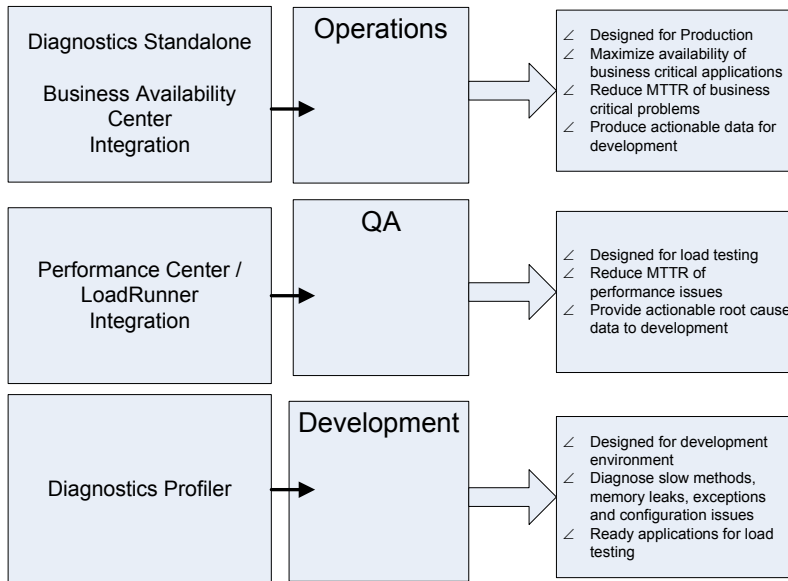 Diagnostics Standalone
Business Availability
Center
Integration
Operations
∠ Designed for Production
∠ Maximize availability of
business critical applications
∠ Reduce MTTR of business
critical problems
∠ Produce actionable data for
development
Performance Center /
LoadRunner
Integration
QA
∠ Designed for load testing
∠ Reduce MTTR of
performance issues
∠ Provide actionable root cause
data to development
Diagnostics Profiler
Development
∠ Designed for development
environment
∠ Diagnose slow methods,
memory leaks, exceptions
and configuration issues
∠ Ready applications for load
testing